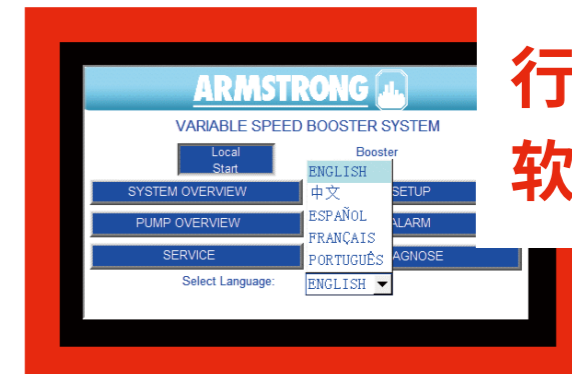 行
软
ARMSTRONG
VARIABLE SPEED BOOSTER SYSTEM
Local
Start
Booster
SYSTEM OVERVIEW
SETUP
PUMP OVERVIEW
ALARM
SERVICE
AGNOSE
ENGLISH
中文
ESPAÑOL
FRANÇAIS
PORTUGUÊS
Select Language:
ENGLISH